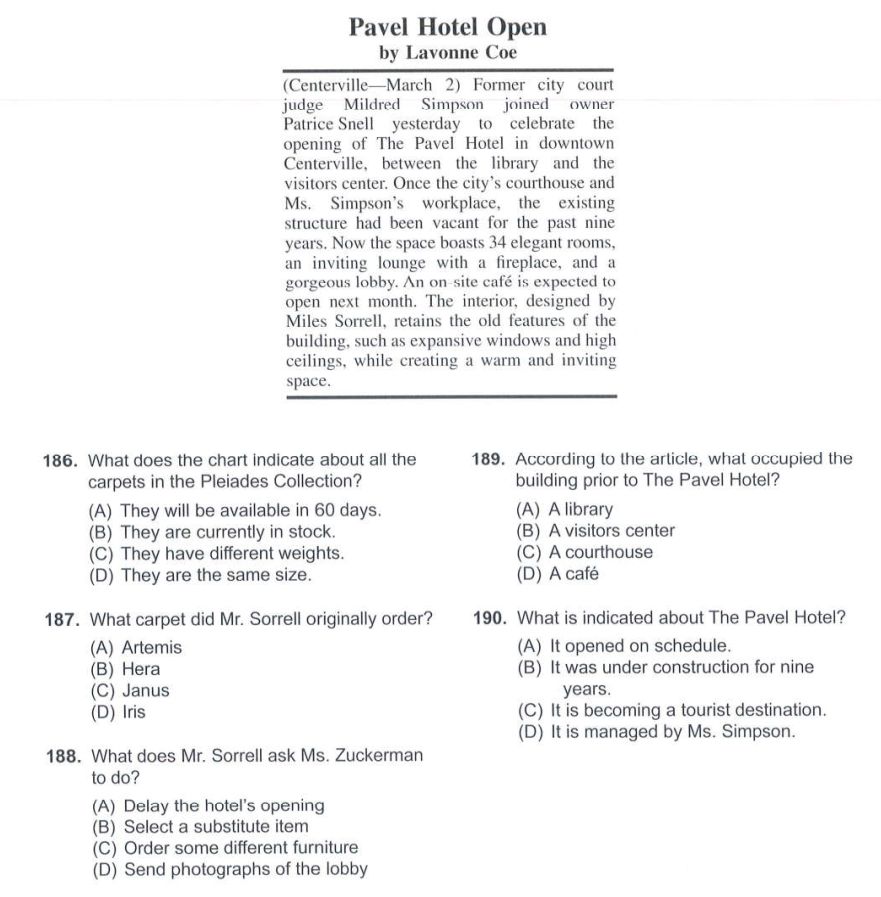 Pavel Hotel Open
by Lavonne Coe
(Centerville—March 2) Former city court
judge Mildred Simpson joined owner
Patrice Snell yesterday to celebrate the
opening of The Pavel Hotel in downtown
Centerville, between the library and the
visitors center. Once the city's courthouse and
Ms. Simpson's workplace, the existing
structure had been vacant for the past nine
years. Now the space boasts 34 elegant rooms,
an inviting lounge with a fireplace, and a
gorgeous lobby. An on-site café is expected to
open next month. The interior, designed by
Miles Sorrell, retains the old features of the
building, such as expansive windows and high
ceilings, while creating a warm and inviting
space.
186. What does the chart indicate about all the
carpets in the Pleiades Collection?
(A) They will be available in 60 days.
(B) They are currently in stock.
(C) They have different weights.
(D) They are the same size.
187. What carpet did Mr. Sorrell originally order?
(A) Artemis
(B) Hera
(C) Janus
(D) Iris
188. What does Mr. Sorrell ask Ms. Zuckerman
to do?
(A) Delay the hotel's opening
(B) Select a substitute item
(C) Order some different furniture
(D) Send photographs of the lobby
189. According to the article, what occupied the
building prior to The Pavel Hotel?
(A) A library
(B) A visitors center
(C) A courthouse
(D) A café
190. What is indicated about The Pavel Hotel?
(A) It opened on schedule.
(B) It was under construction for nine
years.
(C) It is becoming a tourist destination.
(D) It is managed by Ms. Simpson.